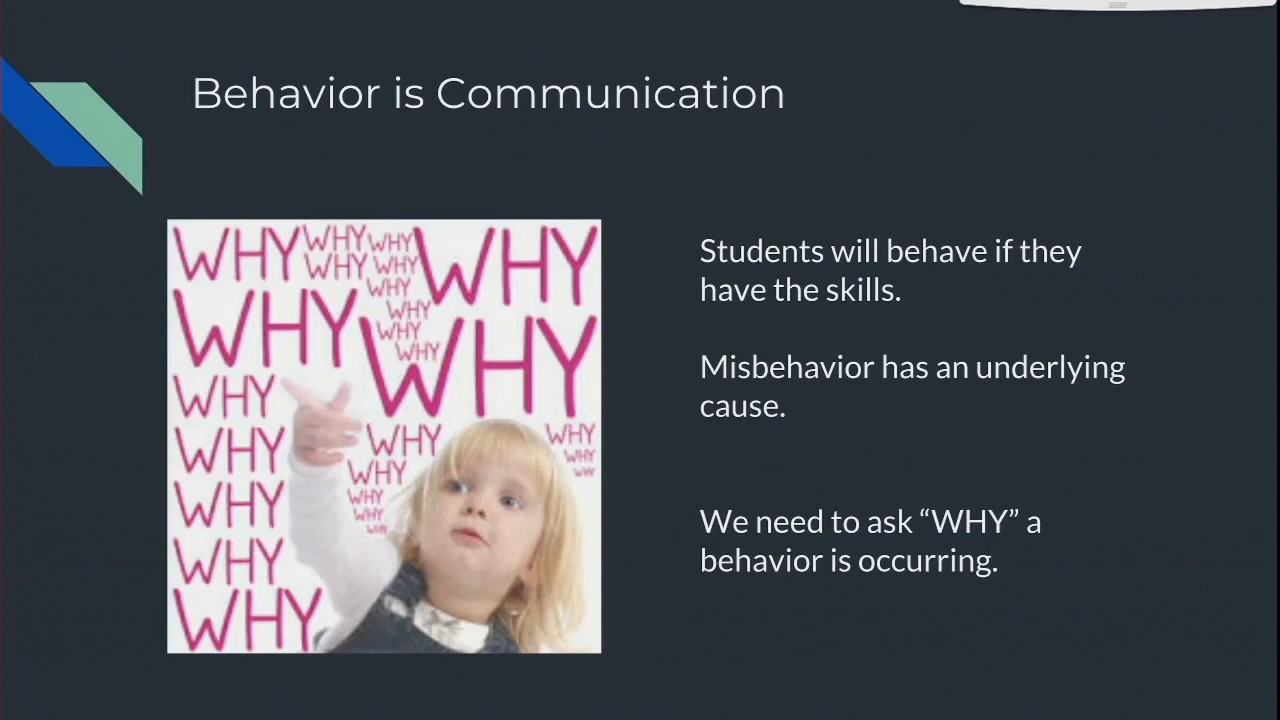 Behavior is Communication
WHY WHY WHY WHY
WHY WHY
WHY
WHY WHY
WHY WHY
WHY
WHY
WHY WHY WHY
WHY WHY WHY
WHY WHY
WHY WHY
WHY
WHY
WHY
Students will behave if they
have the skills.
Misbehavior has an underlying
cause.
We need to ask “WHY” a
behavior is occurring.